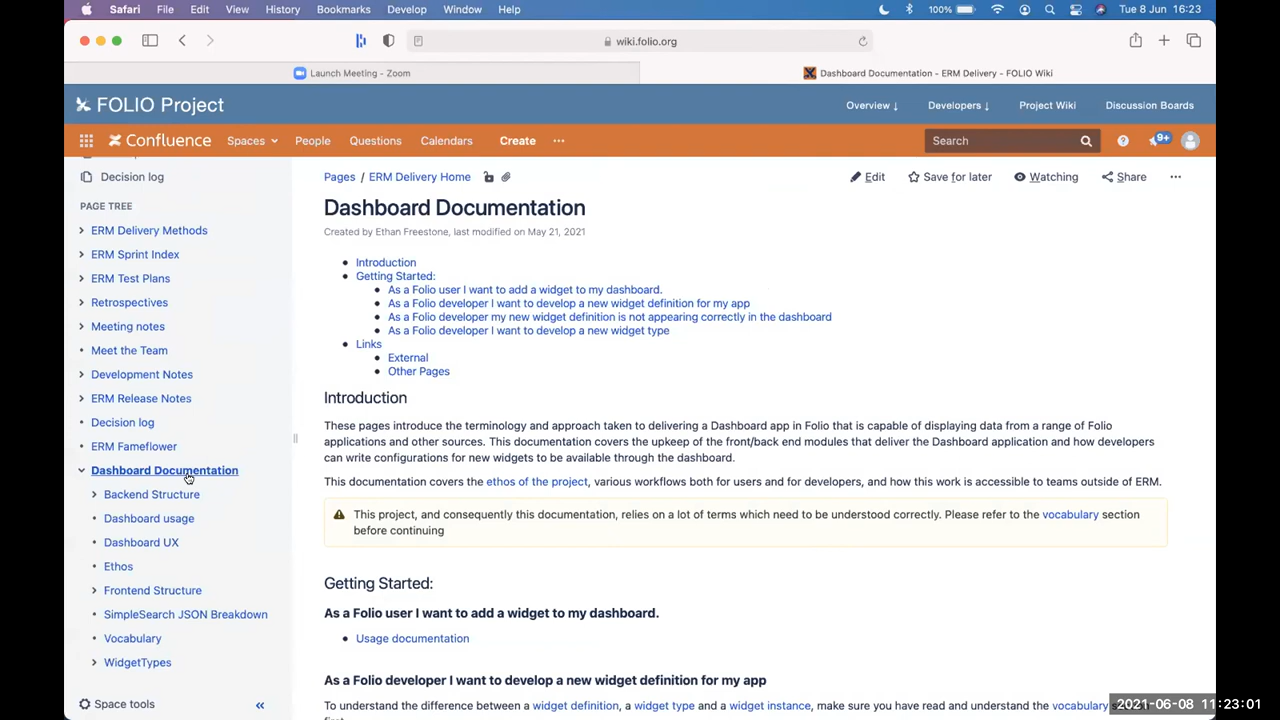 Safari File Edit View History Bookmarks Develop Window Help 100% Tue 8 Jun 16:23
wiki.folio.org
Launch Meeting - Zoom
Dashboard Documentation - ERM Delivery - FOLIO Wiki
FOLIO Project
Overview ↓ Developers ↓ Project Wiki Discussion Boards
Confluence Spaces People Questions Calendars Create ••• Search 9+
Decision log
PAGE TREE
ERM Delivery Methods
ERM Sprint Index
ERM Test Plans
Retrospectives
Meeting notes
Meet the Team
Development Notes
ERM Release Notes
Decision log
ERM Fameflower
Dashboard Documentation
Backend Structure
Dashboard usage
Dashboard UX
Ethos
Frontend Structure
SimpleSearch JSON Breakdown
Vocabulary
WidgetTypes
Space tools «
Pages / ERM Delivery Home
Edit Save for later Watching Share •••
Dashboard Documentation
Created by Ethan Freestone, last modified on May 21, 2021
• Introduction
• Getting Started:
• As a Folio user I want to add a widget to my dashboard.
• As a Folio developer I want to develop a new widget definition for my app
• As a Folio developer my new widget definition is not appearing correctly in the dashboard
• As a Folio developer I want to develop a new widget type
• Links
• External
• Other Pages
Introduction
These pages introduce the terminology and approach taken to delivering a Dashboard app in Folio that is capable of displaying data from a range of Folio
applications and other sources. This documentation covers the upkeep of the front/back end modules that deliver the Dashboard application and how developers
can write configurations for new widgets to be available through the dashboard.
This documentation covers the ethos of the project, various workflows both for users and for developers, and how this work is accessible to teams outside of ERM.
This project, and consequently this documentation, relies on a lot of terms which need to be understood correctly. Please refer to the vocabulary section
before continuing
Getting Started:
As a Folio user I want to add a widget to my dashboard.
• Usage documentation
As a Folio developer I want to develop a new widget definition for my app
To understand the difference between a widget definition, a widget type and a widget instance, make sure you have read and understand the vocabulary
2021-06-08 11:23:01